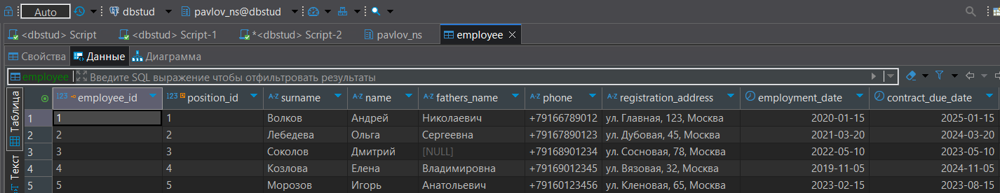 Auto dbstud pavlov_ns@dbstud
<dbstud> Script <dbstud> Script-1 *<dbstud> Script-2 pavlov_ns employee
Свойства Данные Диаграмма
employee Введите SQL выражение чтобы отфильтровать результаты
Таблица
Текст
123 employee_id 123 position_id A-Z surname A-Z name A-Z fathers_name A-Z phone A-Z registration_address employment_date contract_due_date
1 1 1 Волков Андрей Николаевич +79166789012 ул. Главная, 123, Москва 2020-01-15 2025-01-15
2 2 2 Лебедева Ольга Сергеевна +79167890123 ул. Дубовая, 45, Москва 2021-03-20 2024-03-20
3 3 3 Соколов Дмитрий [NULL] +79168901234 ул. Сосновая, 78, Москва 2022-05-10 2023-05-10
4 4 4 Козлова Елена Владимировна +79169012345 ул. Вязовая, 32, Москва 2019-11-05 2024-11-05
5 5 5 Морозов Игорь Анатольевич +79160123456 ул. Кленовая, 65, Москва 2023-02-15 2023-08-15